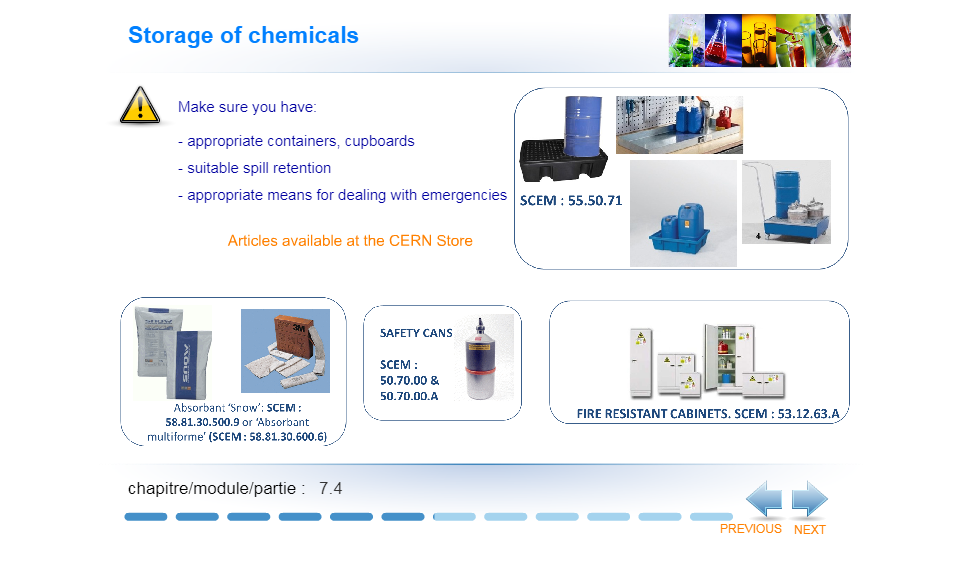 Storage of chemicals
Make sure you have:
- appropriate containers, cupboards
- suitable spill retention
- appropriate means for dealing with emergencies
Articles available at the CERN Store
SCEM : 55.50.71
snow
3M
Absorbant ‘Snow’: SCEM :
58.81.30.500.9 or ‘Absorbant
multiforme’ (SCEM : 58.81.30.600.6)
SAFETY CANS
SCEM :
50.70.00 &
50.70.00.A
FIRE RESISTANT CABINETS. SCEM : 53.12.63.A
chapitre/module/partie : 7.4
PREVIOUS NEXT